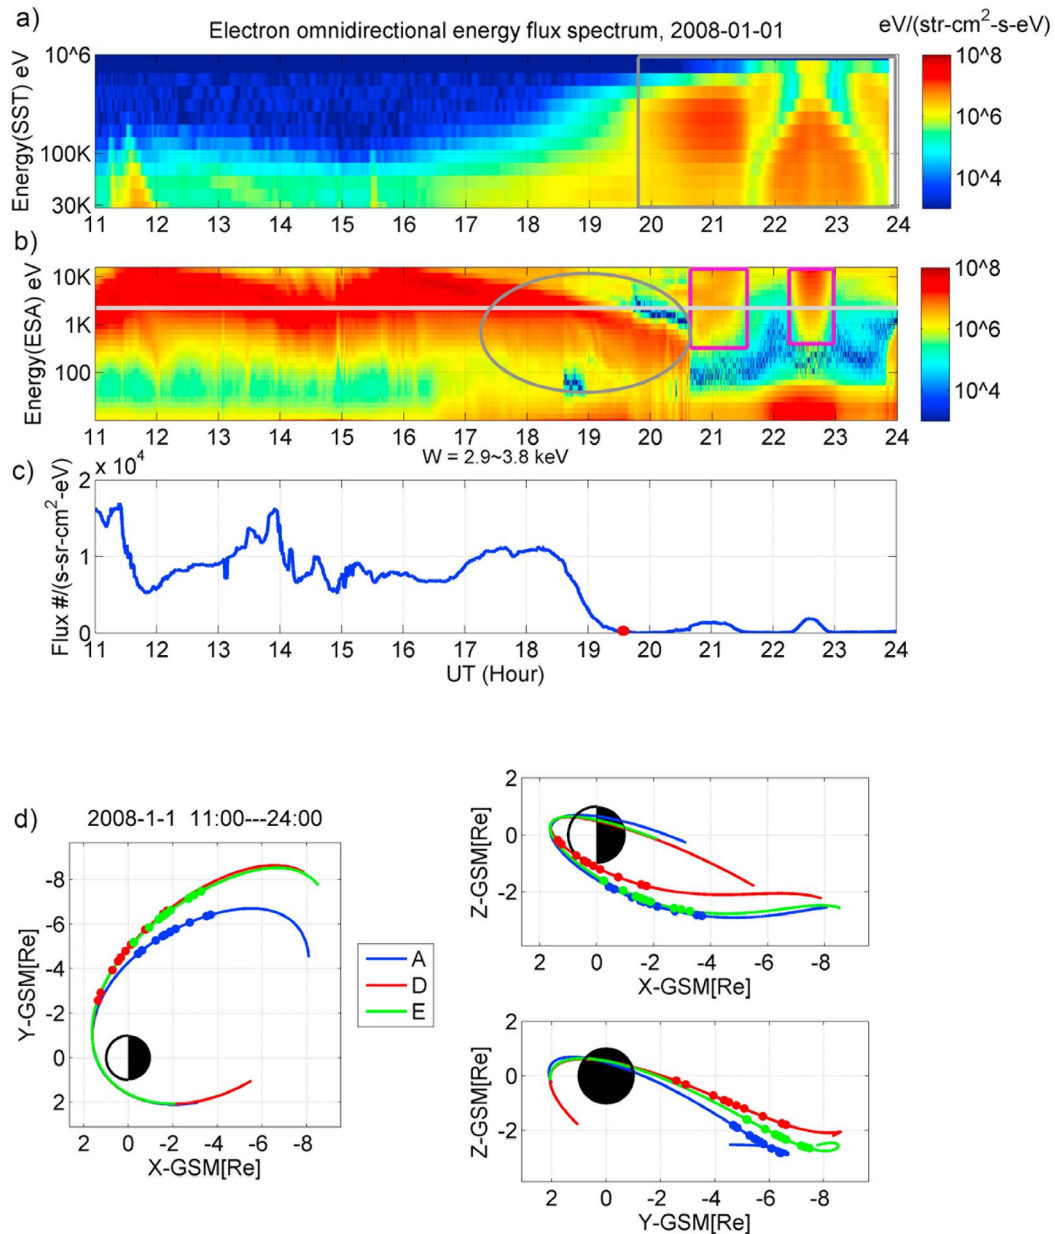 a)
Electron omnidirectional energy flux spectrum, 2008-01-01
eV/(str-cm^2-s-eV)
Energy(SST) eV
10^6
100K
30K
11 12 13 14 15 16 17 18 19 20 21 22 23 24
10^8
10^6
10^4
b)
Energy(ESA) eV
10K
1K
100
11 12 13 14 15 16 17 18 19 20 21 22 23 24
10^8
10^6
10^4
W = 2.9~3.8 keV
c)
x 10^4
Flux #/(s-sr-cm^2-eV)
2
1
0
11 12 13 14 15 16 17 18 19 20 21 22 23 24
UT (Hour)
d)
2008-1-1 11:00---24:00
Y-GSM[Re]
-8
-6
-4
-2
0
2
2 0 -2 -4 -6 -8
X-GSM[Re]
A
D
E
Z-GSM[Re]
2
0
-2
2 0 -2 -4 -6 -8
X-GSM[Re]
Z-GSM[Re]
2
0
-2
2 0 -2 -4 -6 -8
Y-GSM[Re]